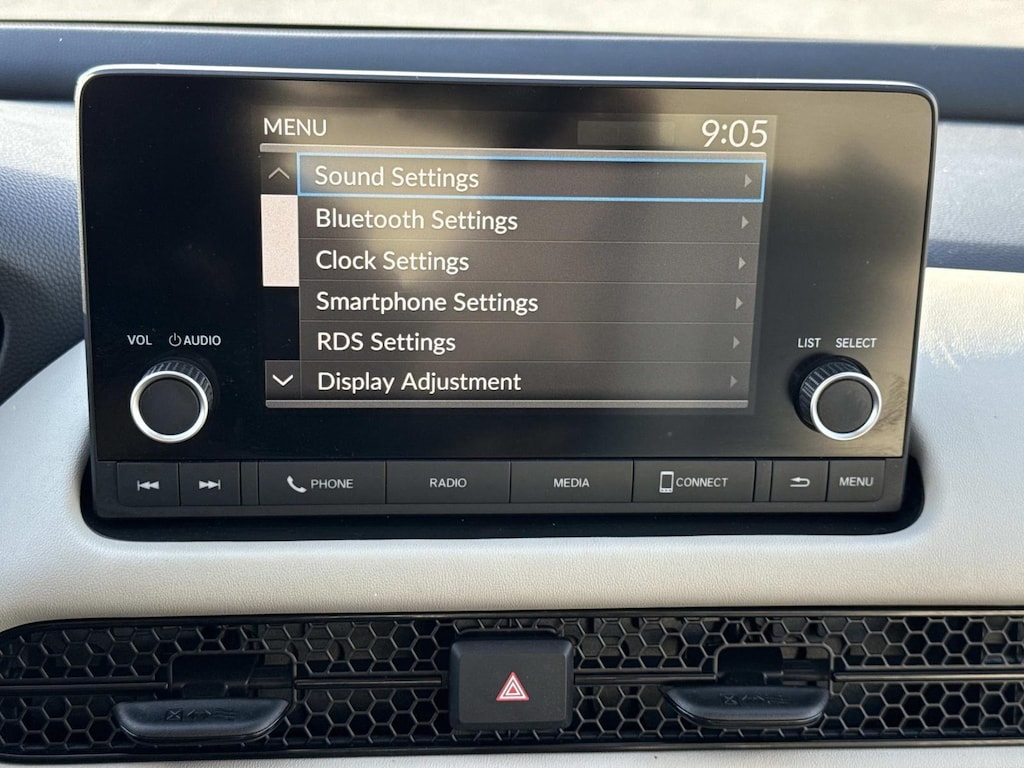 MENU 9:05
Sound Settings
Bluetooth Settings
Clock Settings
Smartphone Settings
RDS Settings
Display Adjustment
VOL AUDIO
LIST SELECT
PHONE RADIO MEDIA CONNECT MENU